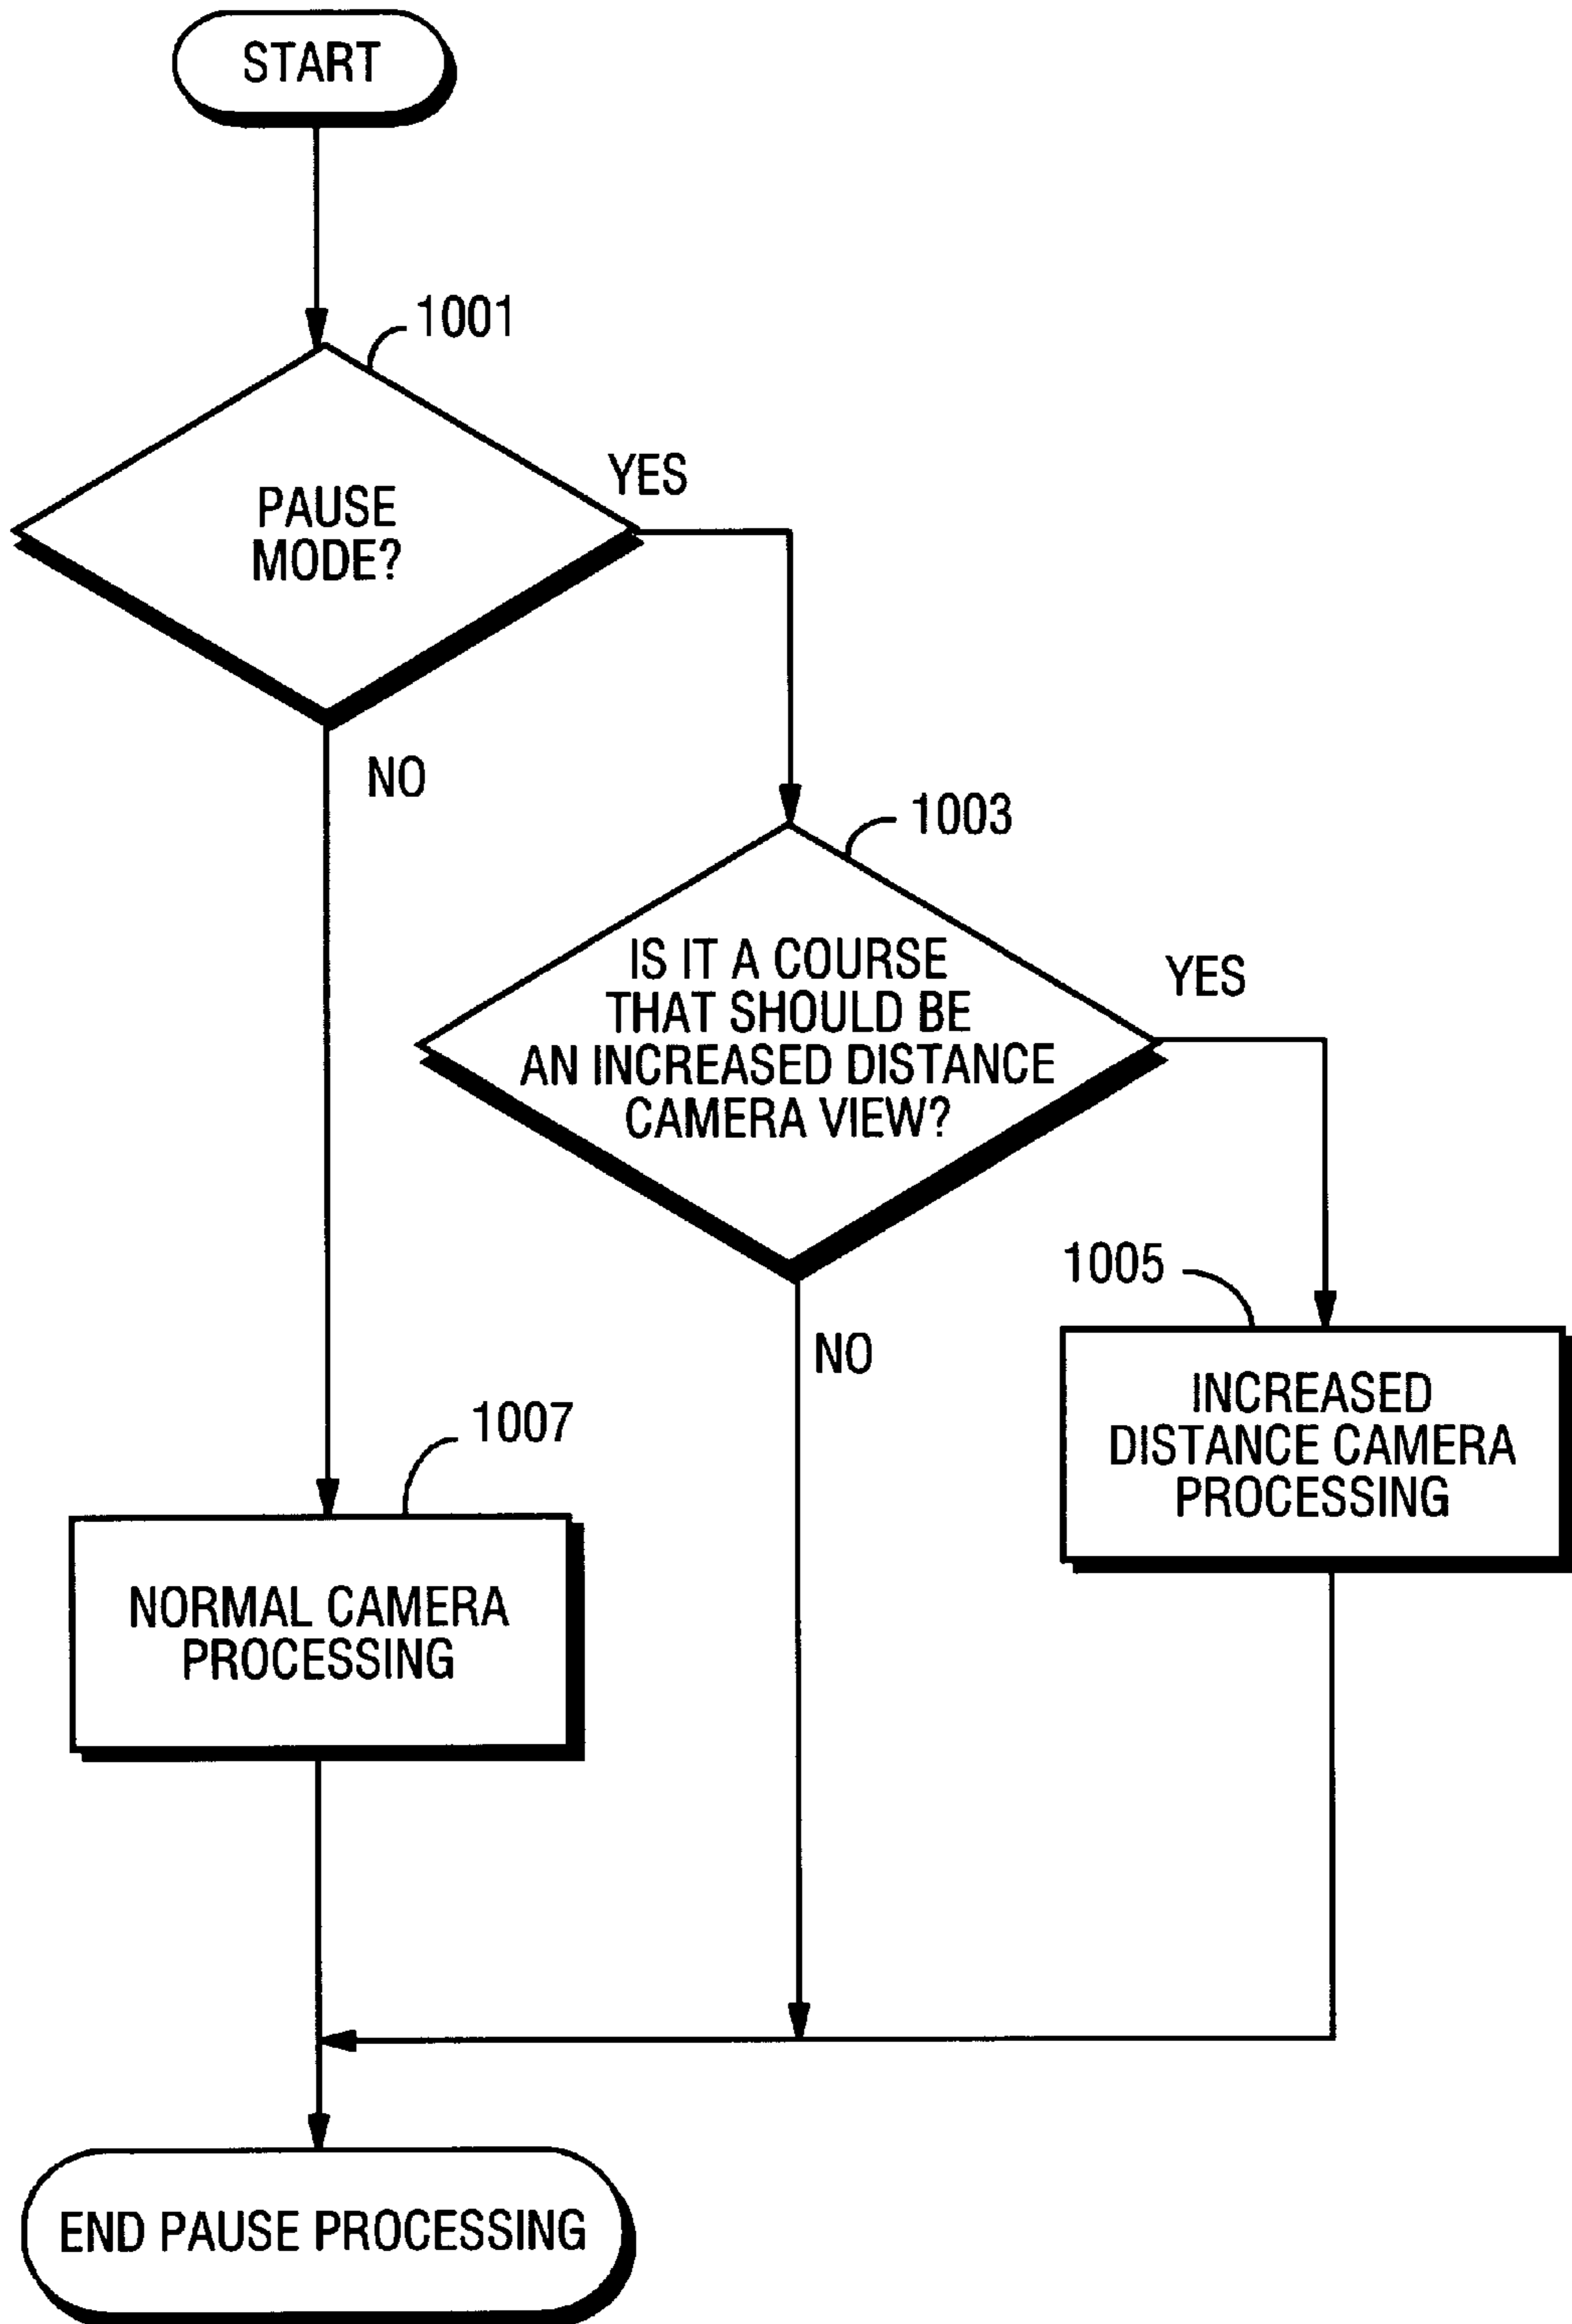 START
1001
PAUSE
MODE?
YES
NO
1003
IS IT A COURSE
THAT SHOULD BE
AN INCREASED DISTANCE
CAMERA VIEW?
YES
NO
1005
INCREASED
DISTANCE CAMERA
PROCESSING
1007
NORMAL CAMERA
PROCESSING
END PAUSE PROCESSING